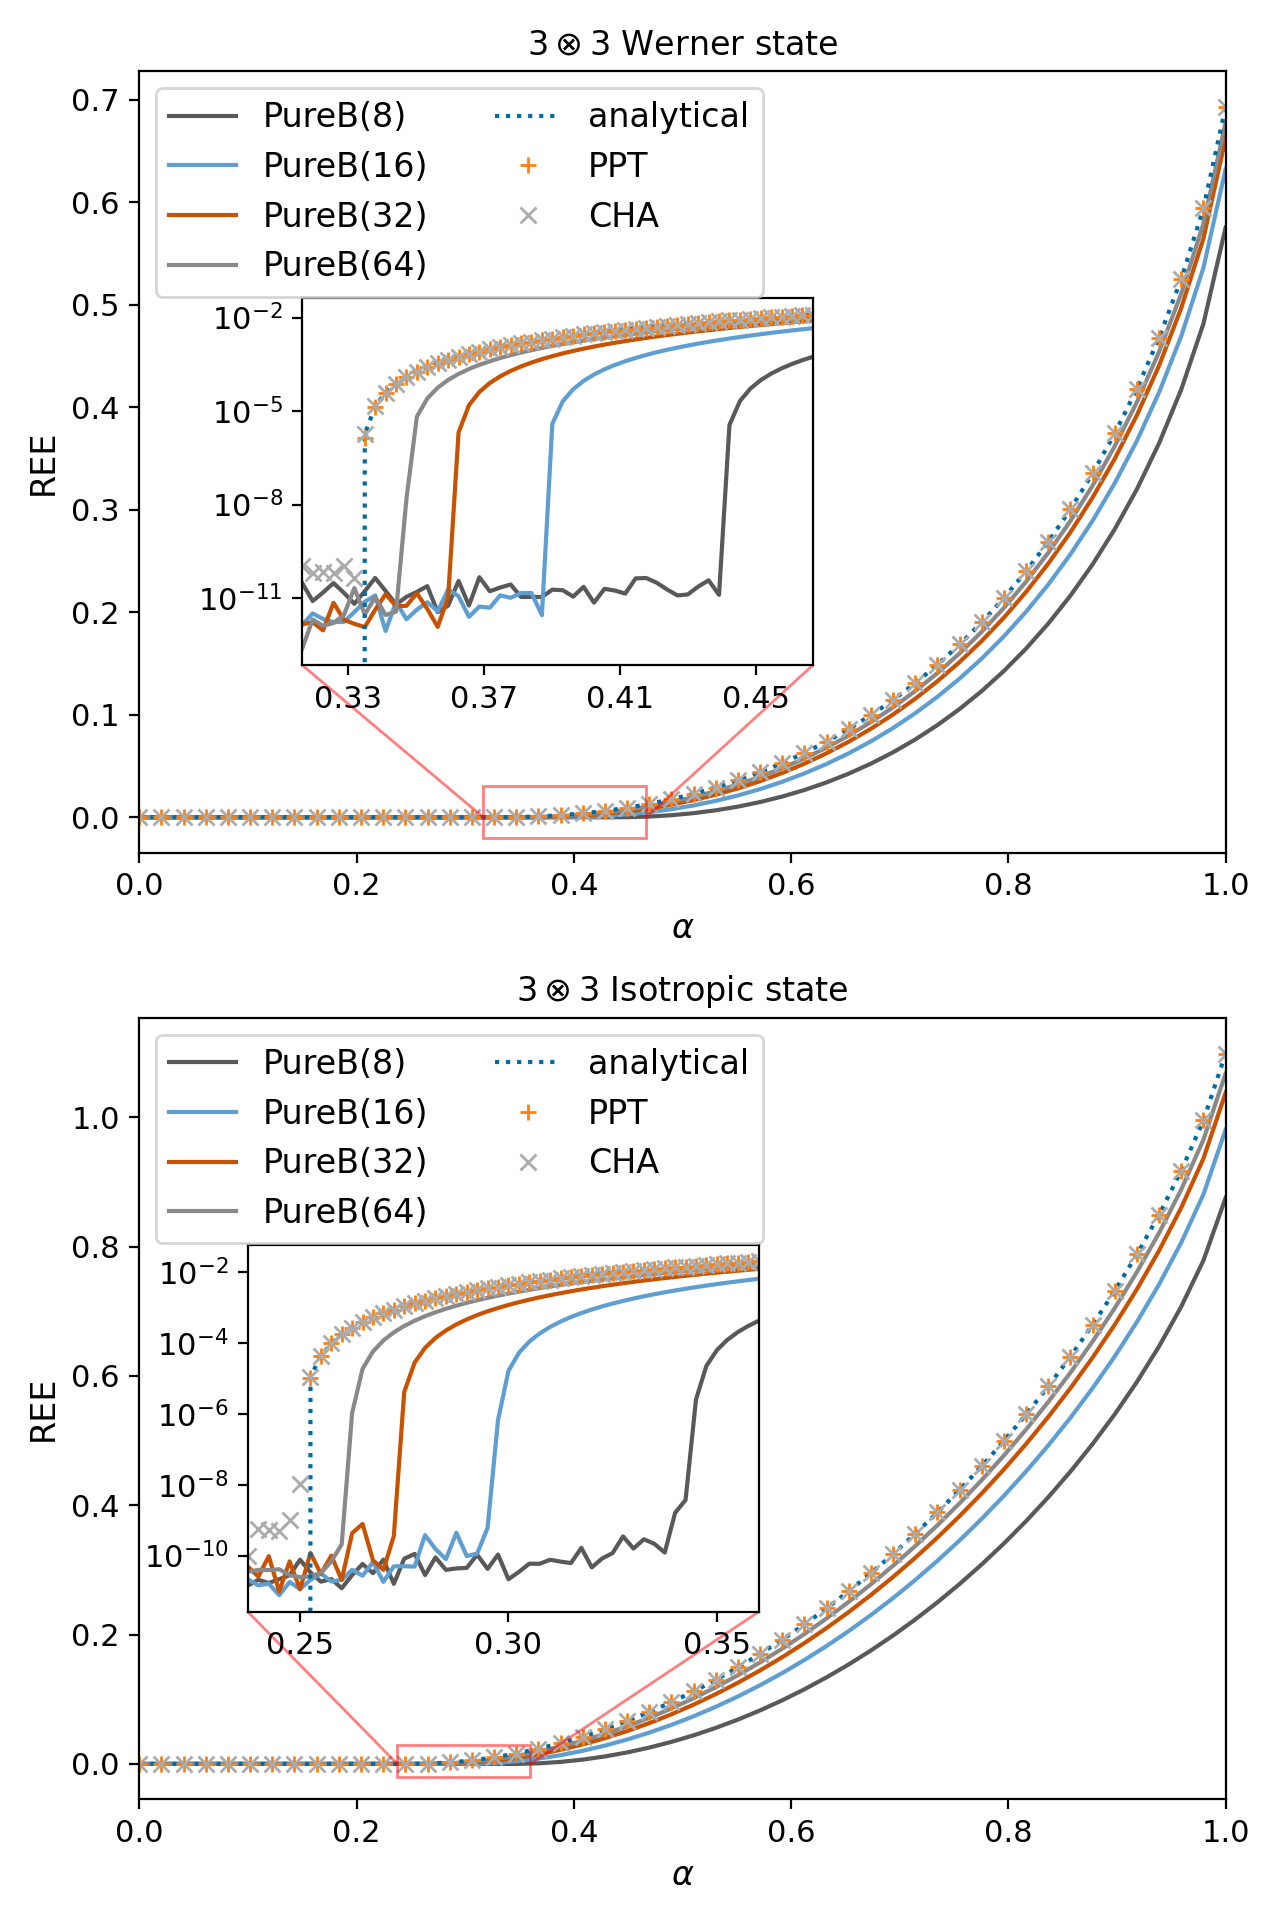 3 ⊗ 3 Werner state
PureB(8)
PureB(16)
PureB(32)
PureB(64)
analytical
PPT
CHA
REE
0.7
0.6
0.5
0.4
0.3
0.2
0.1
0.0
10⁻²
10⁻⁵
10⁻⁸
10⁻¹¹
0.33 0.37 0.41 0.45
0.0 0.2 0.4 0.6 0.8 1.0
α
3 ⊗ 3 Isotropic state
PureB(8)
PureB(16)
PureB(32)
PureB(64)
analytical
PPT
CHA
REE
1.0
0.8
0.6
0.4
0.2
0.0
10⁻²
10⁻⁴
10⁻⁶
10⁻⁸
10⁻¹⁰
0.25 0.30 0.35
0.0 0.2 0.4 0.6 0.8 1.0
α